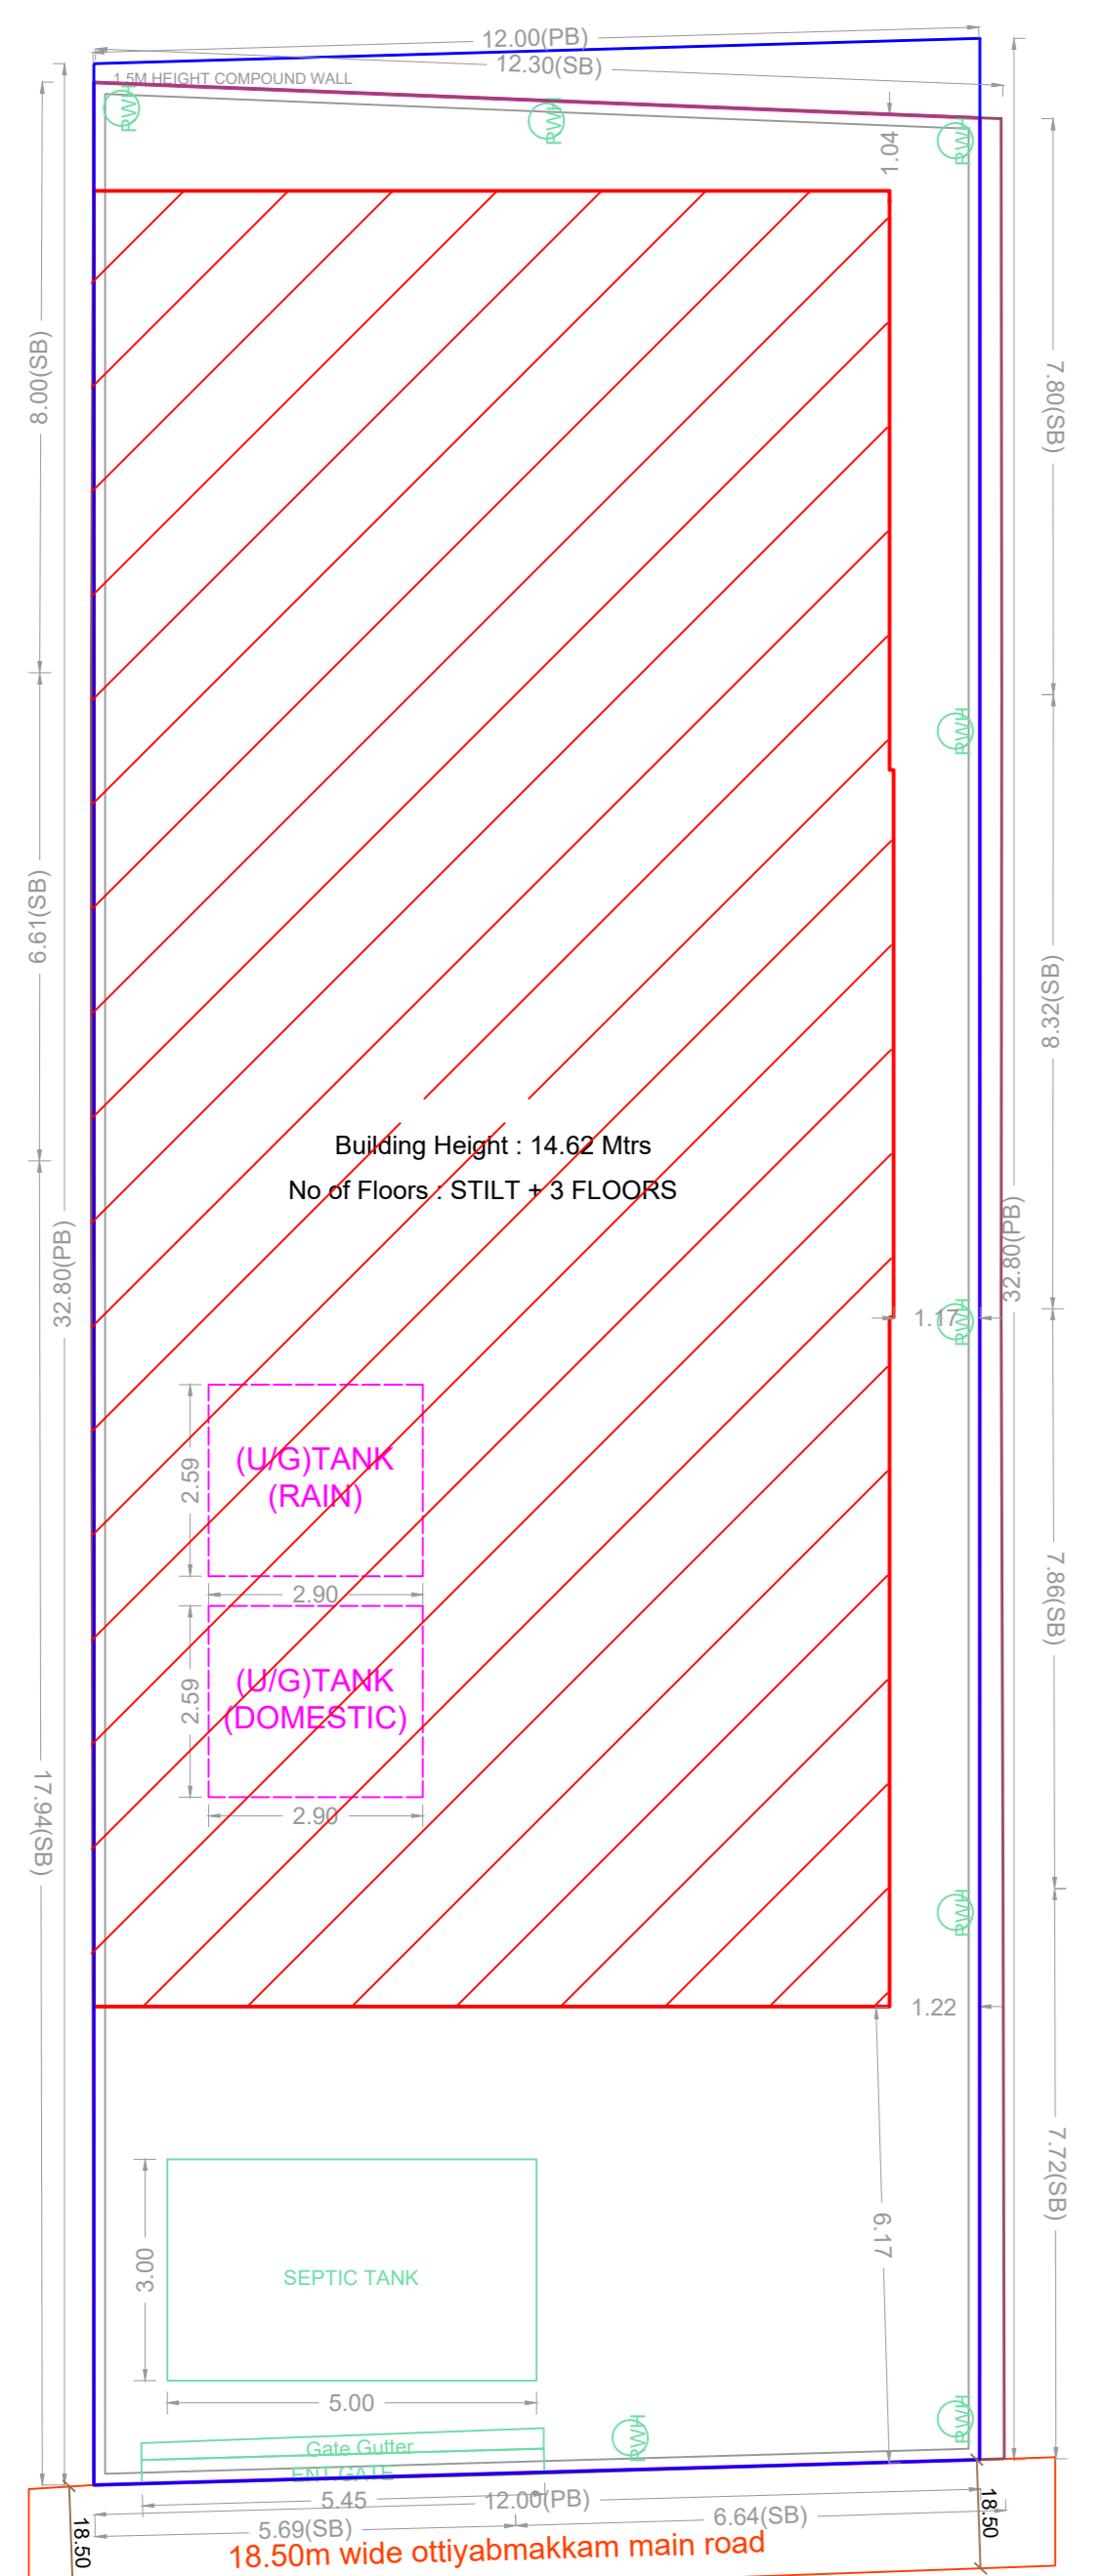 12.00(PB)
12.30(SB)
1.5M HEIGHT COMPOUND WALL
RWH
RWH
RWH
1.04
8.00(SB)
7.80(SB)
RWH
6.61(SB)
8.32(SB)
Building Height : 14.62 Mtrs
No of Floors : STILT + 3 FLOORS
32.80(PB)
32.80(PB)
1.17
RWH
(U/G)TANK
(RAIN)
2.59
2.90
7.86(SB)
(U/G)TANK
(DOMESTIC)
2.59
2.90
17.94(SB)
RWH
1.22
7.72(SB)
6.17
SEPTIC TANK
3.00
5.00
RWH
RWH
Gate Gutter
ENT.GATE
5.45
12.00(PB)
5.69(SB)
6.64(SB)
18.50
18.50
18.50m wide ottiyabmakkam main road